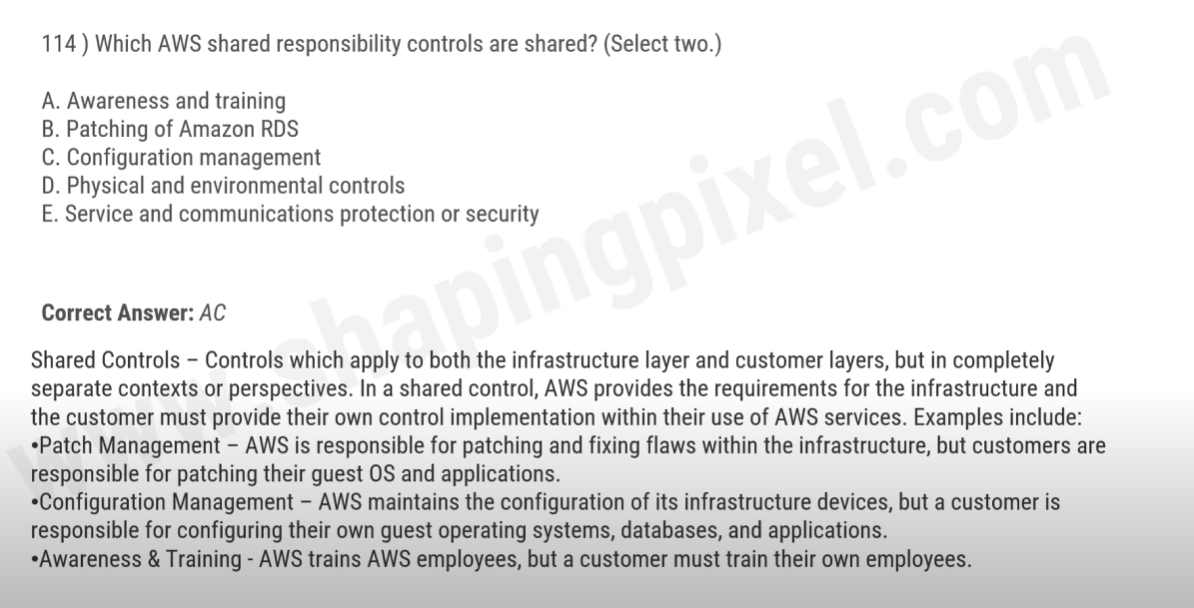 114 ) Which AWS shared responsibility controls are shared? (Select two.)
A. Awareness and training
B. Patching of Amazon RDS
C. Configuration management
D. Physical and environmental controls
E. Service and communications protection or security
Correct Answer: AC
Shared Controls – Controls which apply to both the infrastructure layer and customer layers, but in completely
separate contexts or perspectives. In a shared control, AWS provides the requirements for the infrastructure and
the customer must provide their own control implementation within their use of AWS services. Examples include:
•Patch Management – AWS is responsible for patching and fixing flaws within the infrastructure, but customers are
responsible for patching their guest OS and applications.
•Configuration Management – AWS maintains the configuration of its infrastructure devices, but a customer is
responsible for configuring their own guest operating systems, databases, and applications.
•Awareness & Training - AWS trains AWS employees, but a customer must train their own employees.
www.shapingpixel.com